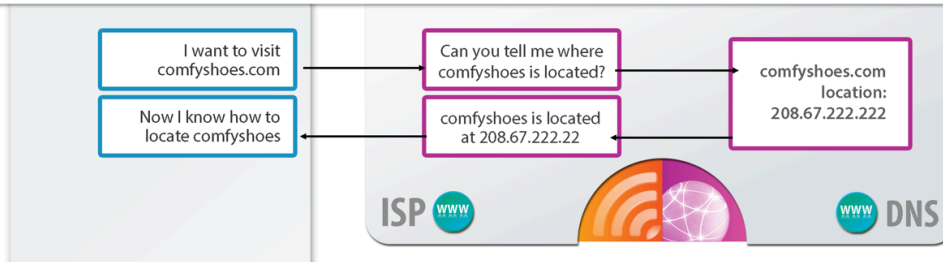 I want to visit
comfyshoes.com
Can you tell me where
comfyshoes is located?
comfyshoes.com
location:
208.67.222.222
Now I know how to
locate comfyshoes
comfyshoes is located
at 208.67.222.22
ISP
www
www
DNS